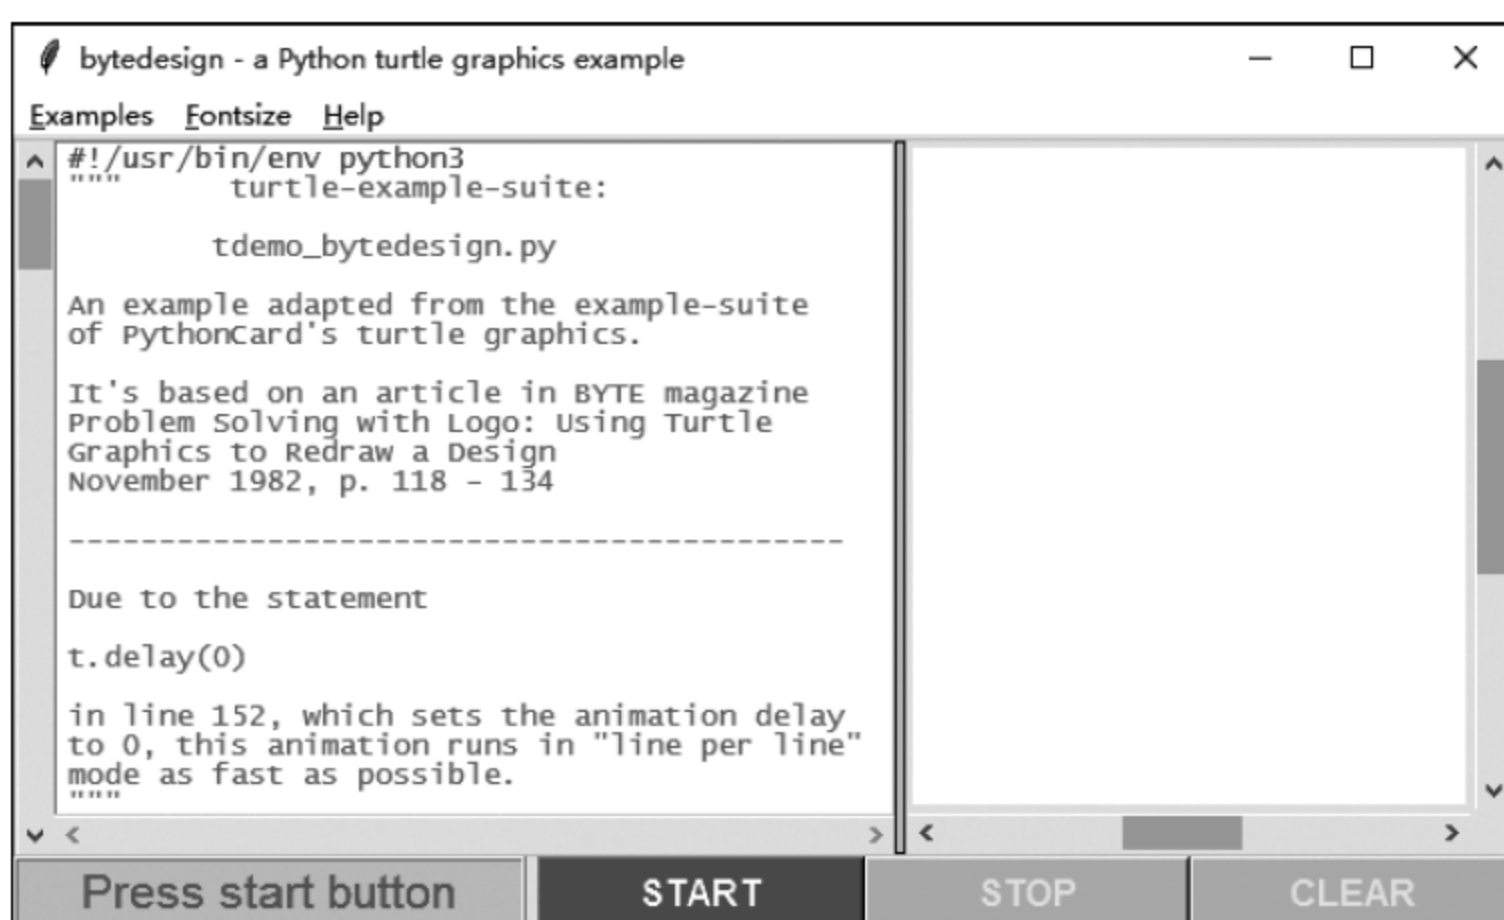 bytedesign - a Python turtle graphics example
Examples Fontsize Help
#!/usr/bin/env python3
""" turtle-example-suite:
tdemo_bytedesign.py
An example adapted from the example-suite
of PythonCard's turtle graphics.
It's based on an article in BYTE magazine
Problem Solving with Logo: Using Turtle
Graphics to Redraw a Design
November 1982, p. 118 - 134
-------------------------------------------
Due to the statement
t.delay(0)
in line 152, which sets the animation delay
to 0, this animation runs in "line per line"
mode as fast as possible.
"""
Press start button START STOP CLEAR